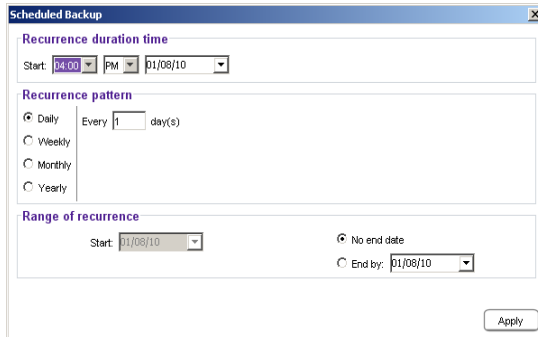 Scheduled Backup
Recurrence duration time
Start: 04:00 PM 01/08/10
Recurrence pattern
Daily Every 1 day(s)
Weekly
Monthly
Yearly
Range of recurrence
Start: 01/08/10 No end date
End by: 01/08/10
Apply